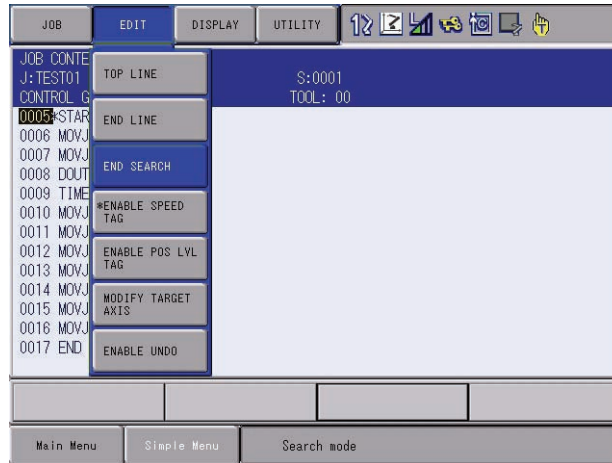 JOB EDIT DISPLAY UTILITY
JOB CONTE
J:TEST01 S:0001
CONTROL G TOOL: 00
TOP LINE
END LINE
END SEARCH
*ENABLE SPEED
TAG
ENABLE POS LVL
TAG
MODIFY TARGET
AXIS
ENABLE UNDO
0005 *STAR
0006 MOVJ
0007 MOVJ
0008 DOUT
0009 TIME
0010 MOVJ
0011 MOVJ
0012 MOVJ
0013 MOVJ
0014 MOVJ
0015 MOVJ
0016 MOVJ
0017 END
Main Menu Simple Menu Search mode